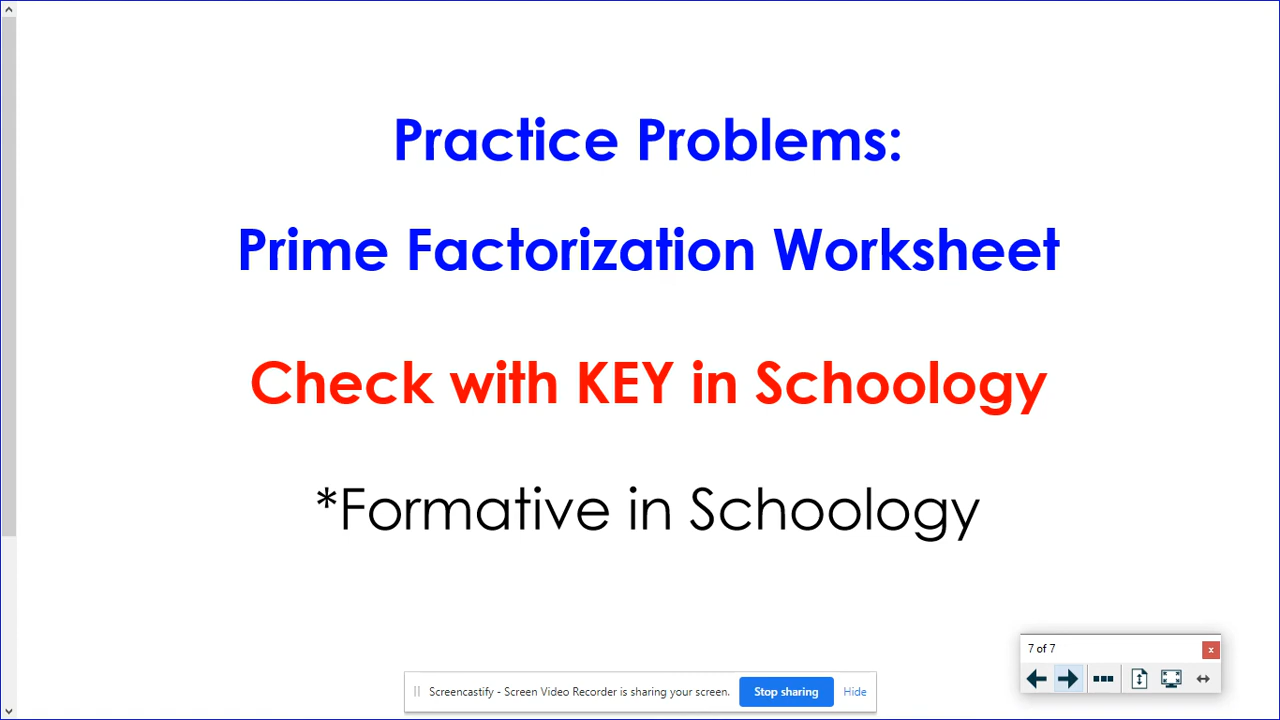 Practice Problems:
Prime Factorization Worksheet
Check with KEY in Schoology
*Formative in Schoology
7 of 7
x
Screencastify - Screen Video Recorder is sharing your screen.
Stop sharing
Hide